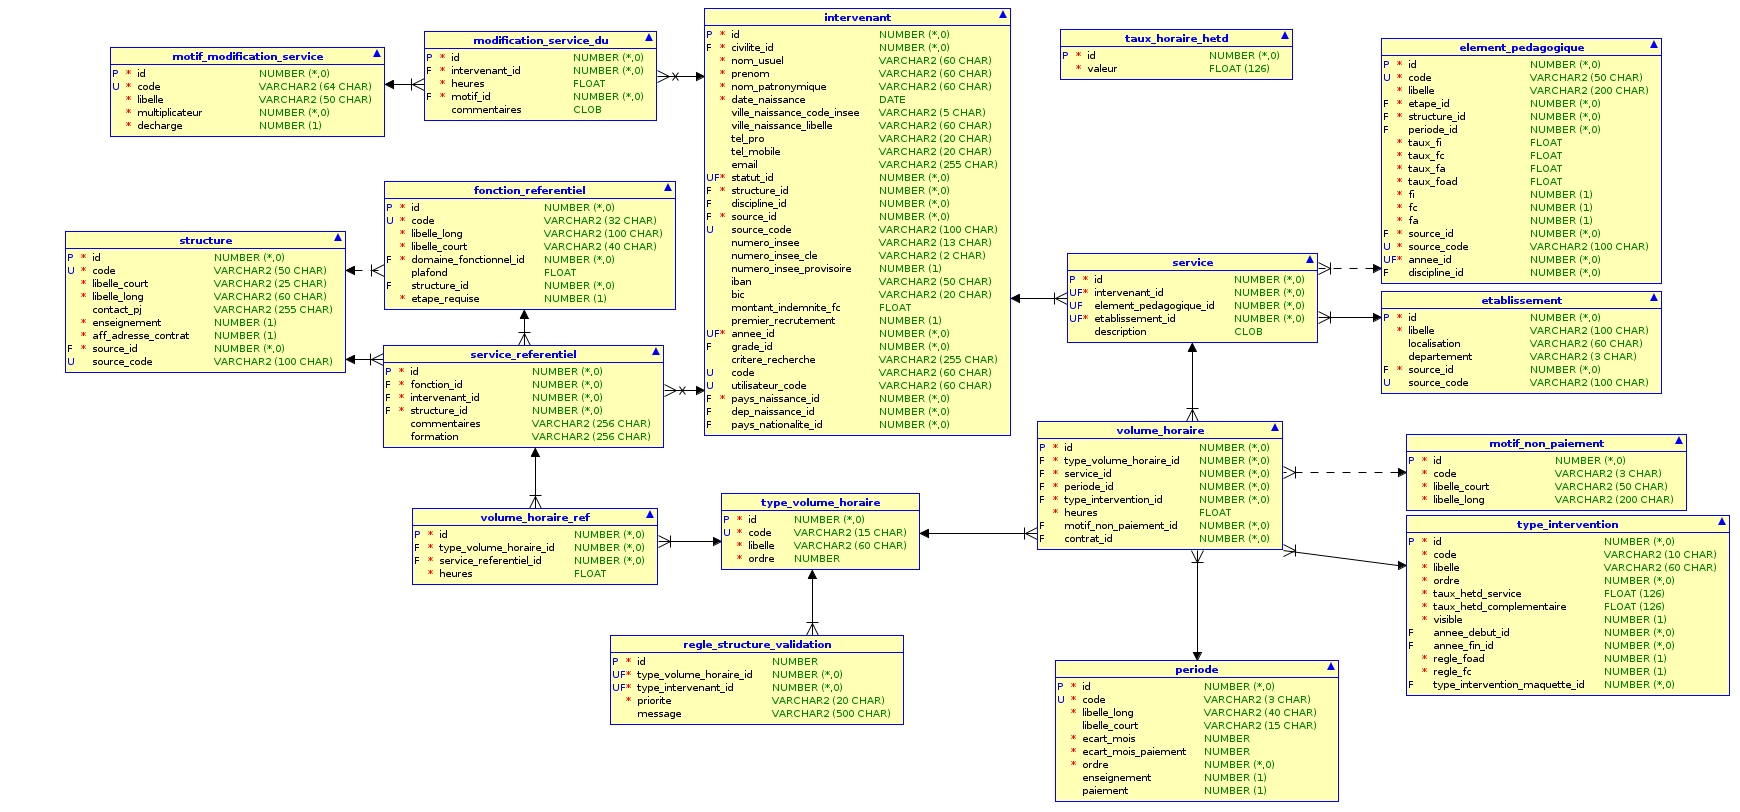 motif_modification_service
P * id NUMBER (*,0)
U * code VARCHAR2 (64 CHAR)
* libelle VARCHAR2 (50 CHAR)
* multiplicateur NUMBER (*,0)
* decharge NUMBER (1)
modification_service_du
P * id NUMBER (*,0)
F * intervenant_id NUMBER (*,0)
* heures FLOAT
F * motif_id NUMBER (*,0)
commentaires CLOB
intervenant
P * id NUMBER (*,0)
F * civilite_id NUMBER (*,0)
* nom_usuel VARCHAR2 (60 CHAR)
* prenom VARCHAR2 (60 CHAR)
* nom_patronymique VARCHAR2 (60 CHAR)
* date_naissance DATE
ville_naissance_code_insee VARCHAR2 (5 CHAR)
ville_naissance_libelle VARCHAR2 (60 CHAR)
tel_pro VARCHAR2 (20 CHAR)
tel_mobile VARCHAR2 (20 CHAR)
email VARCHAR2 (255 CHAR)
UF* statut_id NUMBER (*,0)
F * structure_id NUMBER (*,0)
F discipline_id NUMBER (*,0)
F * source_id NUMBER (*,0)
U source_code VARCHAR2 (100 CHAR)
numero_insee VARCHAR2 (13 CHAR)
numero_insee_cle VARCHAR2 (2 CHAR)
numero_insee_provisoire NUMBER (1)
iban VARCHAR2 (50 CHAR)
bic VARCHAR2 (20 CHAR)
montant_indemnite_fc FLOAT
premier_recrutement NUMBER (1)
UF* annee_id NUMBER (*,0)
F grade_id NUMBER (*,0)
critere_recherche VARCHAR2 (255 CHAR)
U code VARCHAR2 (60 CHAR)
U utilisateur_code VARCHAR2 (60 CHAR)
F * pays_naissance_id NUMBER (*,0)
F dep_naissance_id NUMBER (*,0)
F pays_nationalite_id NUMBER (*,0)
taux_horaire_hetd
P * id NUMBER (*,0)
* valeur FLOAT (126)
element_pedagogique
P * id NUMBER (*,0)
U * code VARCHAR2 (50 CHAR)
* libelle VARCHAR2 (200 CHAR)
F * etape_id NUMBER (*,0)
F * structure_id NUMBER (*,0)
F periode_id NUMBER (*,0)
* taux_fi FLOAT
* taux_fc FLOAT
* taux_fa FLOAT
* taux_foad FLOAT
* fi NUMBER (1)
* fc NUMBER (1)
* fa NUMBER (1)
F * source_id NUMBER (*,0)
U * source_code VARCHAR2 (100 CHAR)
UF* annee_id NUMBER (*,0)
F discipline_id NUMBER (*,0)
fonction_referentiel
P * id NUMBER (*,0)
U * code VARCHAR2 (32 CHAR)
* libelle_long VARCHAR2 (100 CHAR)
* libelle_court VARCHAR2 (40 CHAR)
F * domaine_fonctionnel_id NUMBER (*,0)
plafond FLOAT
F structure_id NUMBER (*,0)
* etape_requise NUMBER (1)
structure
P * id NUMBER (*,0)
U * code VARCHAR2 (50 CHAR)
* libelle_court VARCHAR2 (25 CHAR)
* libelle_long VARCHAR2 (60 CHAR)
contact_pj VARCHAR2 (255 CHAR)
* enseignement NUMBER (1)
* aff_adresse_contrat NUMBER (1)
F * source_id NUMBER (*,0)
U source_code VARCHAR2 (100 CHAR)
service
P * id NUMBER (*,0)
UF* intervenant_id NUMBER (*,0)
UF element_pedagogique_id NUMBER (*,0)
UF* etablissement_id NUMBER (*,0)
description CLOB
etablissement
P * id NUMBER (*,0)
* libelle VARCHAR2 (100 CHAR)
localisation VARCHAR2 (60 CHAR)
departement VARCHAR2 (3 CHAR)
F * source_id NUMBER (*,0)
U source_code VARCHAR2 (100 CHAR)
service_referentiel
P * id NUMBER (*,0)
F * fonction_id NUMBER (*,0)
F * intervenant_id NUMBER (*,0)
F * structure_id NUMBER (*,0)
commentaires VARCHAR2 (256 CHAR)
formation VARCHAR2 (256 CHAR)
volume_horaire
P * id NUMBER (*,0)
F * type_volume_horaire_id NUMBER (*,0)
F * service_id NUMBER (*,0)
F * periode_id NUMBER (*,0)
F * type_intervention_id NUMBER (*,0)
* heures FLOAT
F motif_non_paiement_id NUMBER (*,0)
F contrat_id NUMBER (*,0)
motif_non_paiement
P * id NUMBER (*,0)
* code VARCHAR2 (3 CHAR)
* libelle_court VARCHAR2 (50 CHAR)
* libelle_long VARCHAR2 (200 CHAR)
type_volume_horaire
P * id NUMBER (*,0)
U * code VARCHAR2 (15 CHAR)
* libelle VARCHAR2 (60 CHAR)
* ordre NUMBER
volume_horaire_ref
P * id NUMBER (*,0)
F * type_volume_horaire_id NUMBER (*,0)
F * service_referentiel_id NUMBER (*,0)
* heures FLOAT
type_intervention
P * id NUMBER (*,0)
* code VARCHAR2 (10 CHAR)
* libelle VARCHAR2 (60 CHAR)
* ordre NUMBER (*,0)
* taux_hetd_service FLOAT (126)
* taux_hetd_complementaire FLOAT (126)
* visible NUMBER (1)
F annee_debut_id NUMBER (*,0)
F annee_fin_id NUMBER (*,0)
* regle_foad NUMBER (1)
* regle_fc NUMBER (1)
F type_intervention_maquette_id NUMBER (*,0)
regle_structure_validation
P * id NUMBER
UF* type_volume_horaire_id NUMBER (*,0)
UF* type_intervenant_id NUMBER (*,0)
* priorite VARCHAR2 (20 CHAR)
message VARCHAR2 (500 CHAR)
periode
P * id NUMBER (*,0)
U * code VARCHAR2 (3 CHAR)
* libelle_long VARCHAR2 (40 CHAR)
libelle_court VARCHAR2 (15 CHAR)
* ecart_mois NUMBER
* ecart_mois_paiement NUMBER
* ordre NUMBER (*,0)
enseignement NUMBER (1)
paiement NUMBER (1)